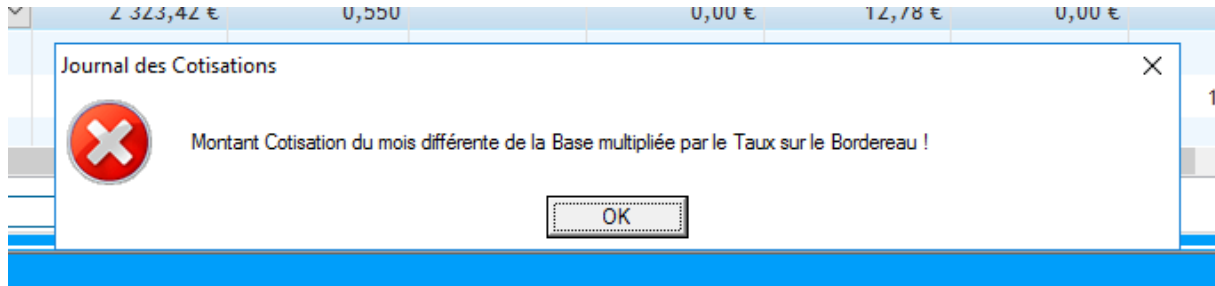 2 323,42 € 0,550 0,00 € 12,78 € 0,00 €
Journal des Cotisations
1
Montant Cotisation du mois différente de la Base multipliée par le Taux sur le Bordereau !
OK